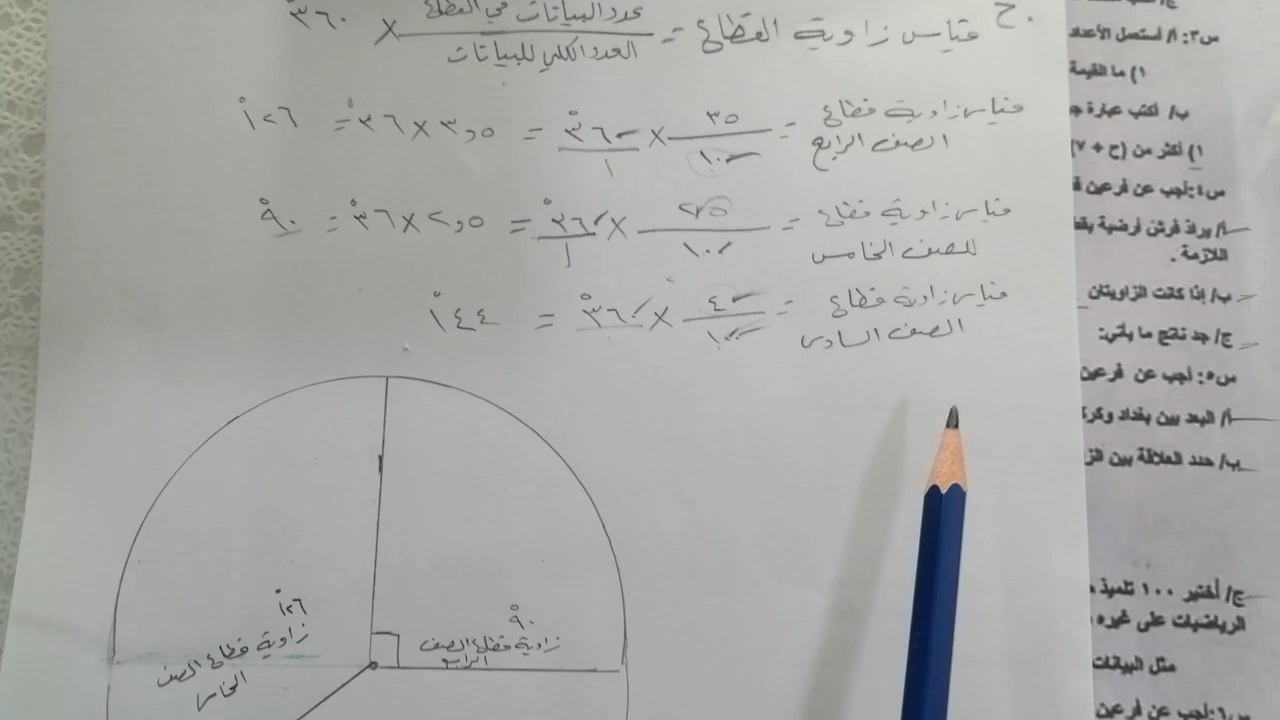 ج.
قياس زاوية القطاع = عدد البيانات في القطاع / العدد الكلي للبيانات × ٣٦٠°
قياس زاوية قطاع الصف الرابع = ٣٥ / ١٠٠ × ٣٦٠° / ١ = ٣,٥ × ٣٦° = ١٢٦°
قياس زاوية قطاع للصف الخامس = ٢٥ / ١٠٠ × ٣٦٠° / ١ = ٢,٥ × ٣٦° = ٩٠°
قياس زاوية قطاع الصف السادس = ٤٠ / ١٠٠ × ٣٦٠° / ١ = ١٤٤°
٩٠°
زاوية قطاع الصف
الرابع
١٢٦°
زاوية قطاع الصف
الخامس
س٣: أ/ أستعمل الأعداد
١) ما القيمة
ب/ أكتب عبارة
١) أكثر من (ح + ٧)
س٤: أجب عن فرعين
أ/ يراد فرش أرضية
اللازمة .
ب/ إذا كانت الزاويتان
ج/ جد ناتج ما يأتي:
س٥: أجب عن فرعين
أ/ البعد بين بغداد وكر
ب/ حدد العلاقة بين الز
ج/ أختير ١٠٠ تلميذ
الرياضيات على غيره
مثل البيانات
س٦: أجب عن فرعين